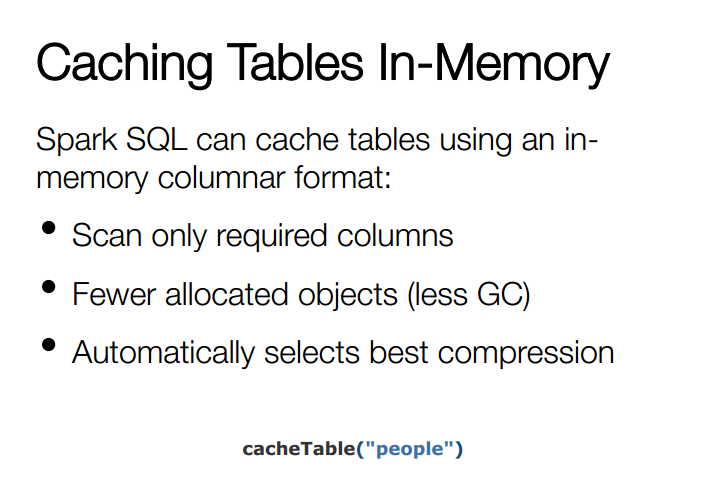 Caching Tables In-Memory
Spark SQL can cache tables using an in-
memory columnar format:
• Scan only required columns
• Fewer allocated objects (less GC)
• Automatically selects best compression
cacheTable("people")